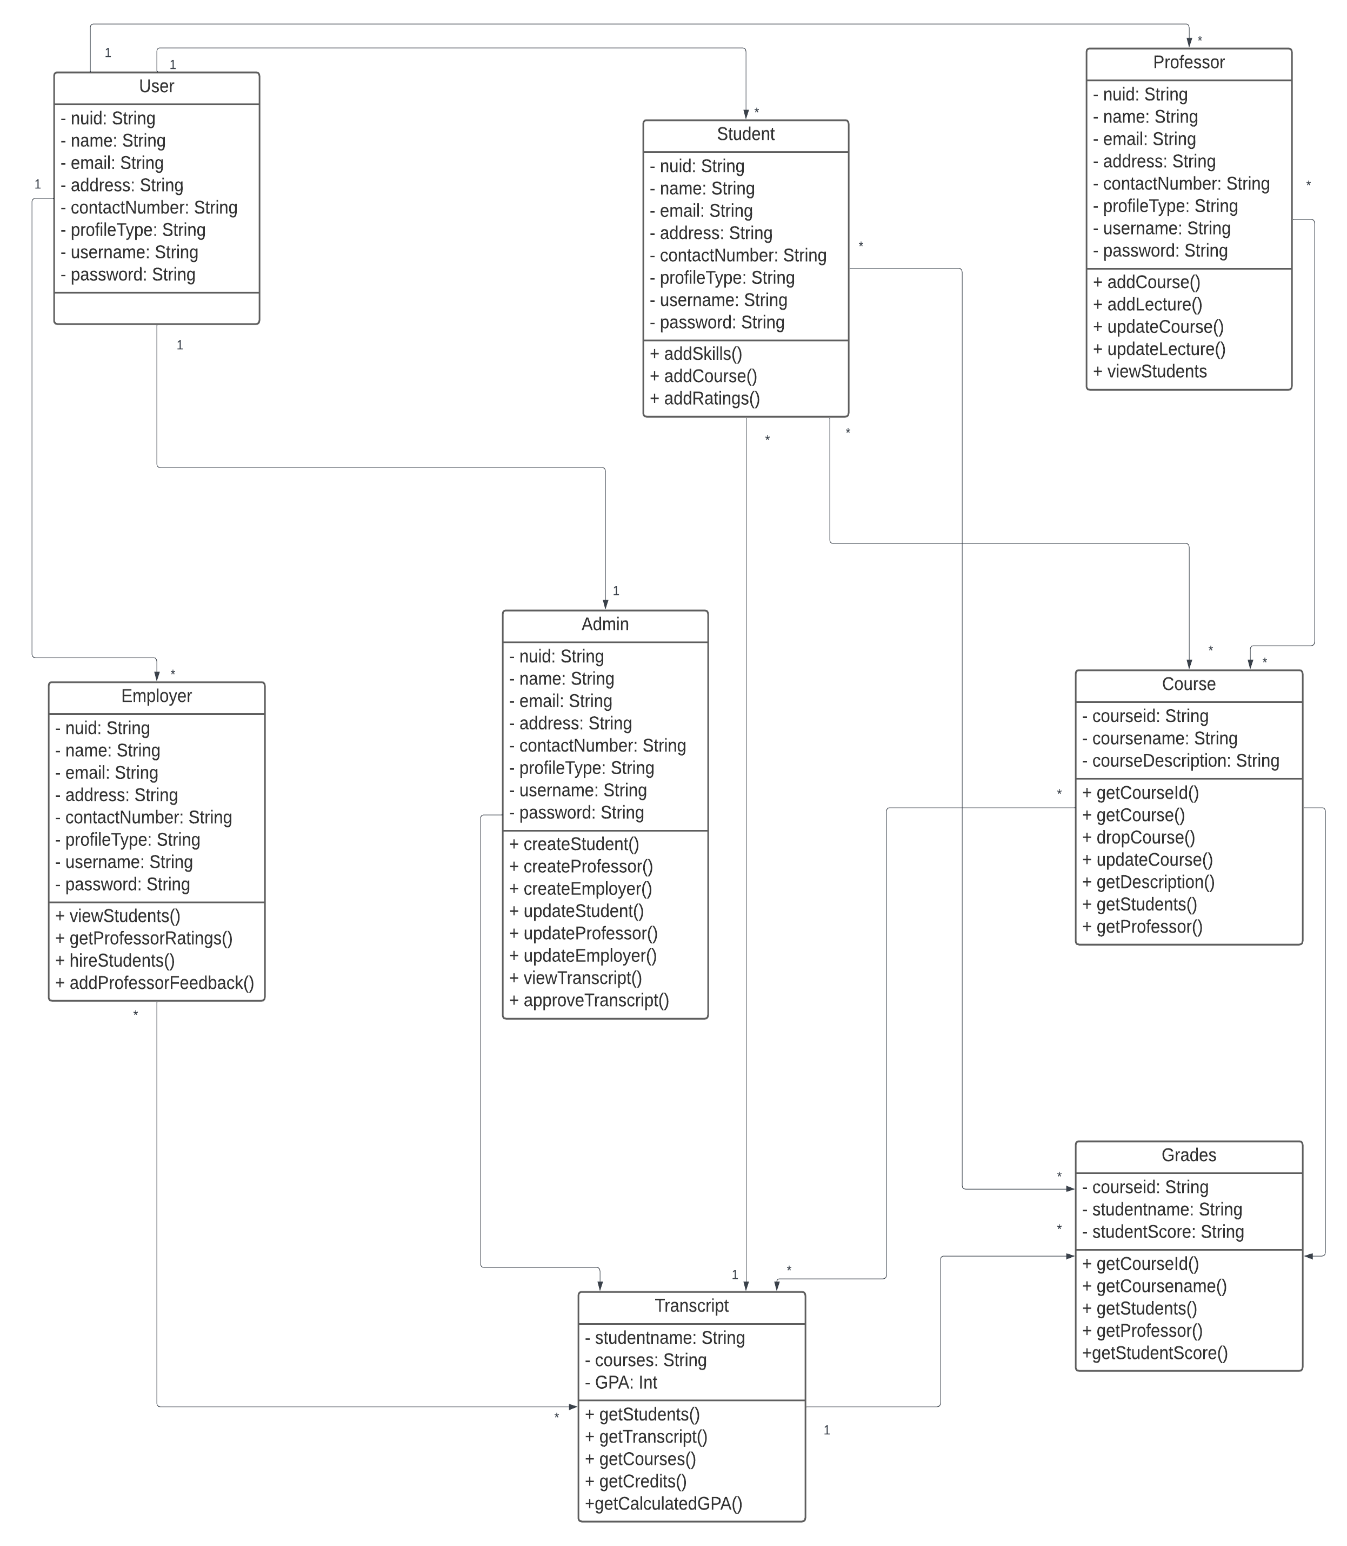 1
*
1
User
- nuid: String
- name: String
- email: String
- address: String
- contactNumber: String
- profileType: String
- username: String
- password: String
1
1
*
Student
- nuid: String
- name: String
- email: String
- address: String
- contactNumber: String
- profileType: String
- username: String
- password: String
+ addSkills()
+ addCourse()
+ addRatings()
*
*
*
Professor
- nuid: String
- name: String
- email: String
- address: String
- contactNumber: String
- profileType: String
- username: String
- password: String
+ addCourse()
+ addLecture()
+ updateCourse()
+ updateLecture()
+ viewStudents
*
*
Employer
- nuid: String
- name: String
- email: String
- address: String
- contactNumber: String
- profileType: String
- username: String
- password: String
+ viewStudents()
+ getProfessorRatings()
+ hireStudents()
+ addProfessorFeedback()
*
1
Admin
- nuid: String
- name: String
- email: String
- address: String
- contactNumber: String
- profileType: String
- username: String
- password: String
+ createStudent()
+ createProfessor()
+ createEmployer()
+ updateStudent()
+ updateProfessor()
+ updateEmployer()
+ viewTranscript()
+ approveTranscript()
*
*
Course
- courseid: String
- coursename: String
- courseDescription: String
*
+ getCourseId()
+ getCourse()
+ dropCourse()
+ updateCourse()
+ getDescription()
+ getStudents()
+ getProfessor()
*
*
Grades
- courseid: String
- studentname: String
- studentScore: String
+ getCourseId()
+ getCoursename()
+ getStudents()
+ getProfessor()
+getStudentScore()
1
*
Transcript
- studentname: String
- courses: String
- GPA: Int
*
+ getStudents()
+ getTranscript()
+ getCourses()
+ getCredits()
+getCalculatedGPA()
1